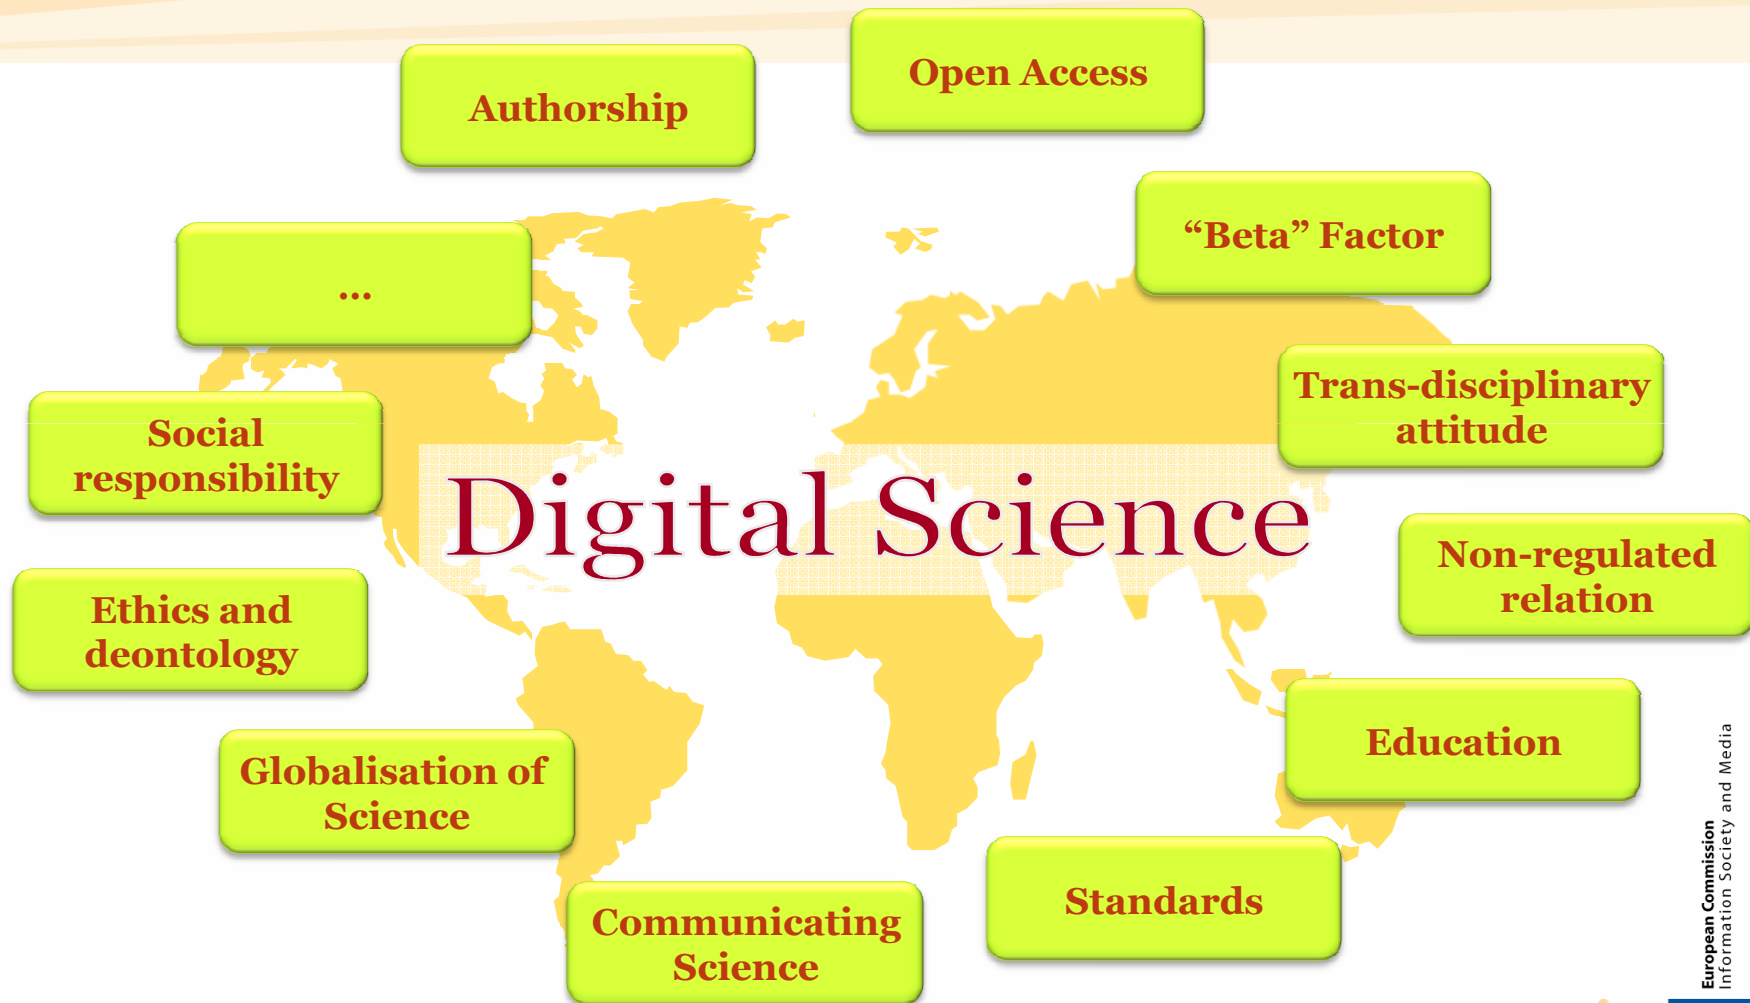 Authorship
Open Access
“Beta” Factor
...
Trans-disciplinary
attitude
Social
responsibility
Digital Science
Non-regulated
relation
Ethics and
deontology
Education
Globalisation of
Science
Standards
Communicating
Science
European Commission
Information Society and Media